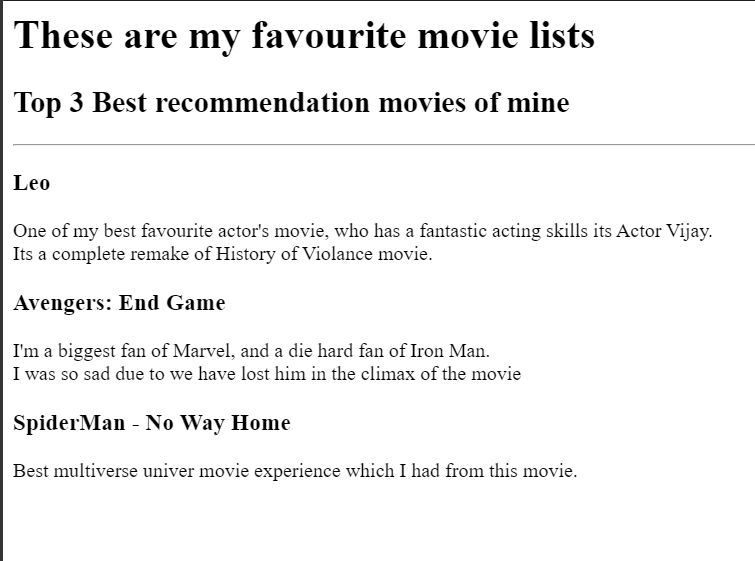 These are my favourite movie lists
Top 3 Best recommendation movies of mine
Leo
One of my best favourite actor's movie, who has a fantastic acting skills its Actor Vijay.
Its a complete remake of History of Violance movie.
Avengers: End Game
I'm a biggest fan of Marvel, and a die hard fan of Iron Man.
I was so sad due to we have lost him in the climax of the movie
SpiderMan - No Way Home
Best multiverse univer movie experience which I had from this movie.